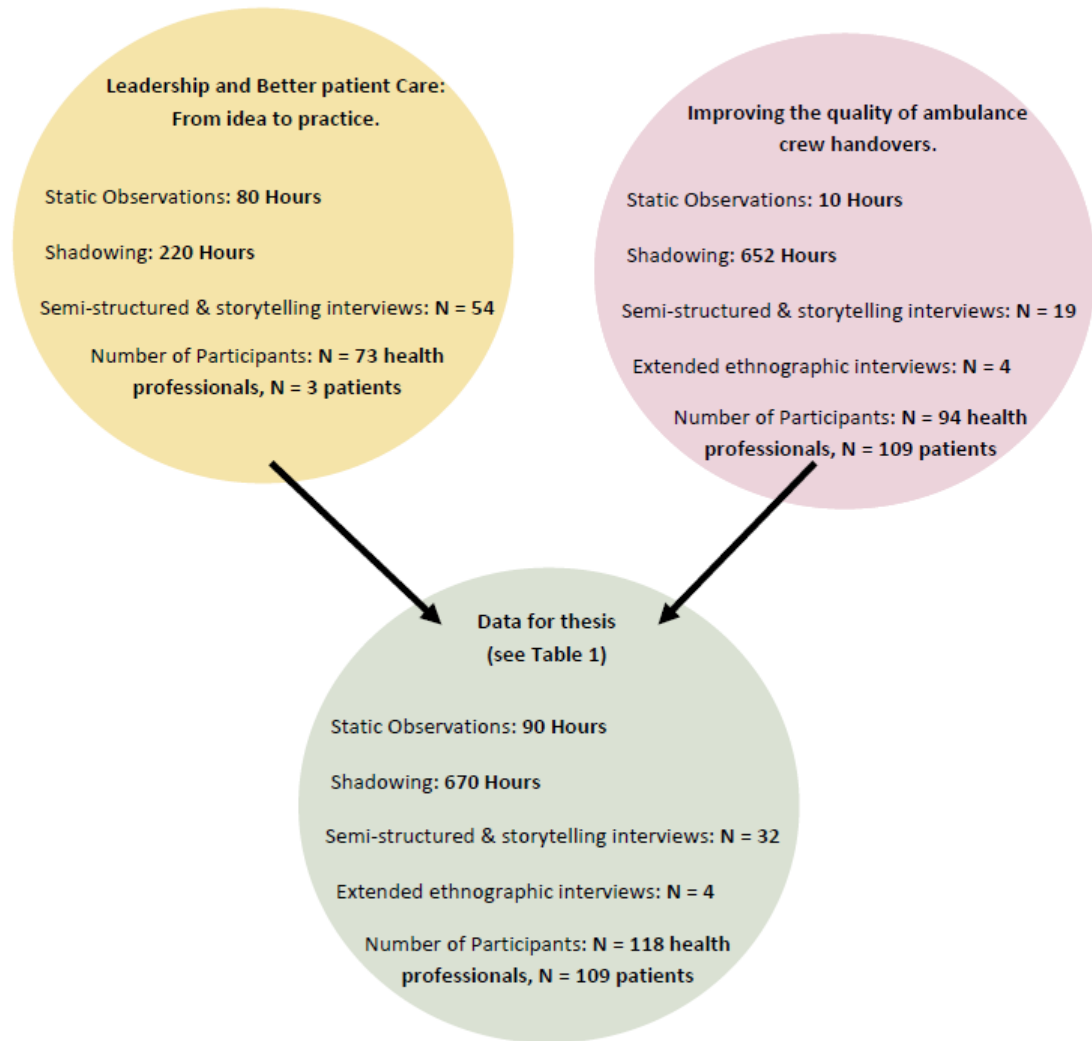 Leadership and Better patient Care:
From idea to practice.
Static Observations: 80 Hours
Shadowing: 220 Hours
Semi-structured & storytelling interviews: N = 54
Number of Participants: N = 73 health
professionals, N = 3 patients
Improving the quality of ambulance
crew handovers.
Static Observations: 10 Hours
Shadowing: 652 Hours
Semi-structured & storytelling interviews: N = 19
Extended ethnographic interviews: N = 4
Number of Participants: N = 94 health
professionals, N = 109 patients
Data for thesis
(see Table 1)
Static Observations: 90 Hours
Shadowing: 670 Hours
Semi-structured & storytelling interviews: N = 32
Extended ethnographic interviews: N = 4
Number of Participants: N = 118 health
professionals, N = 109 patients